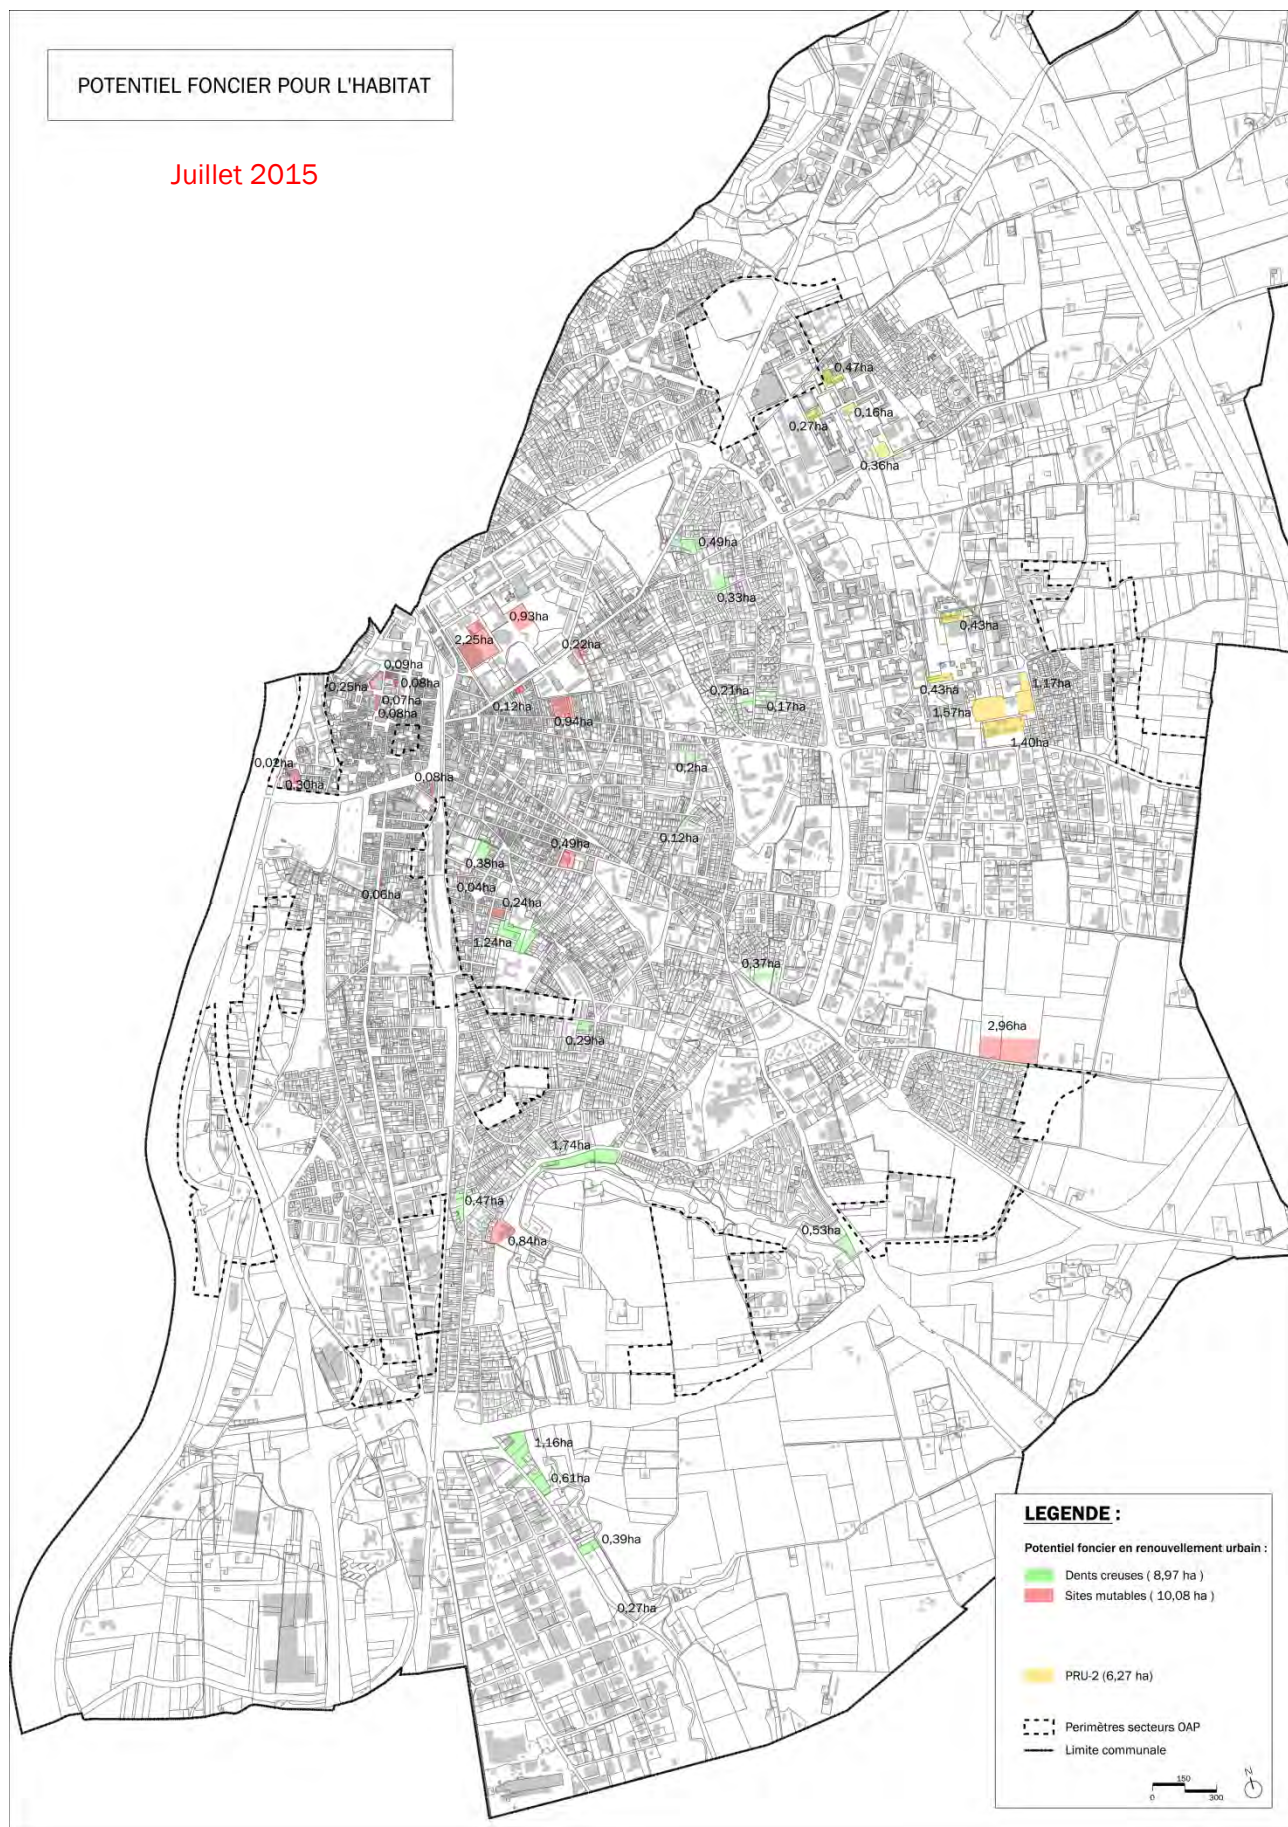 POTENTIEL FONCIER POUR L'HABITAT
Juillet 2015
0,47ha
0,16ha
0,27ha
0,36ha
0,49ha
0,33ha
0,93ha
2,25ha
0,22ha
0,43ha
0,09ha
0,25ha
0,08ha
0,07ha
0,08ha
0,12ha
0,94ha
0,21ha
0,17ha
0,43ha
1,17ha
1,57ha
1,40ha
0,02ha
0,30ha
0,08ha
0,2ha
0,12ha
0,49ha
0,38ha
0,04ha
0,06ha
0,24ha
1,24ha
0,37ha
2,96ha
0,29ha
1,74ha
0,47ha
0,84ha
0,53ha
1,16ha
0,61ha
0,39ha
0,27ha
LEGENDE :
Potentiel foncier en renouvellement urbain :
Dents creuses ( 8,97 ha )
Sites mutables ( 10,08 ha )
PRU-2 (6,27 ha)
Perimètres secteurs OAP
Limite communale
150
0
300
N